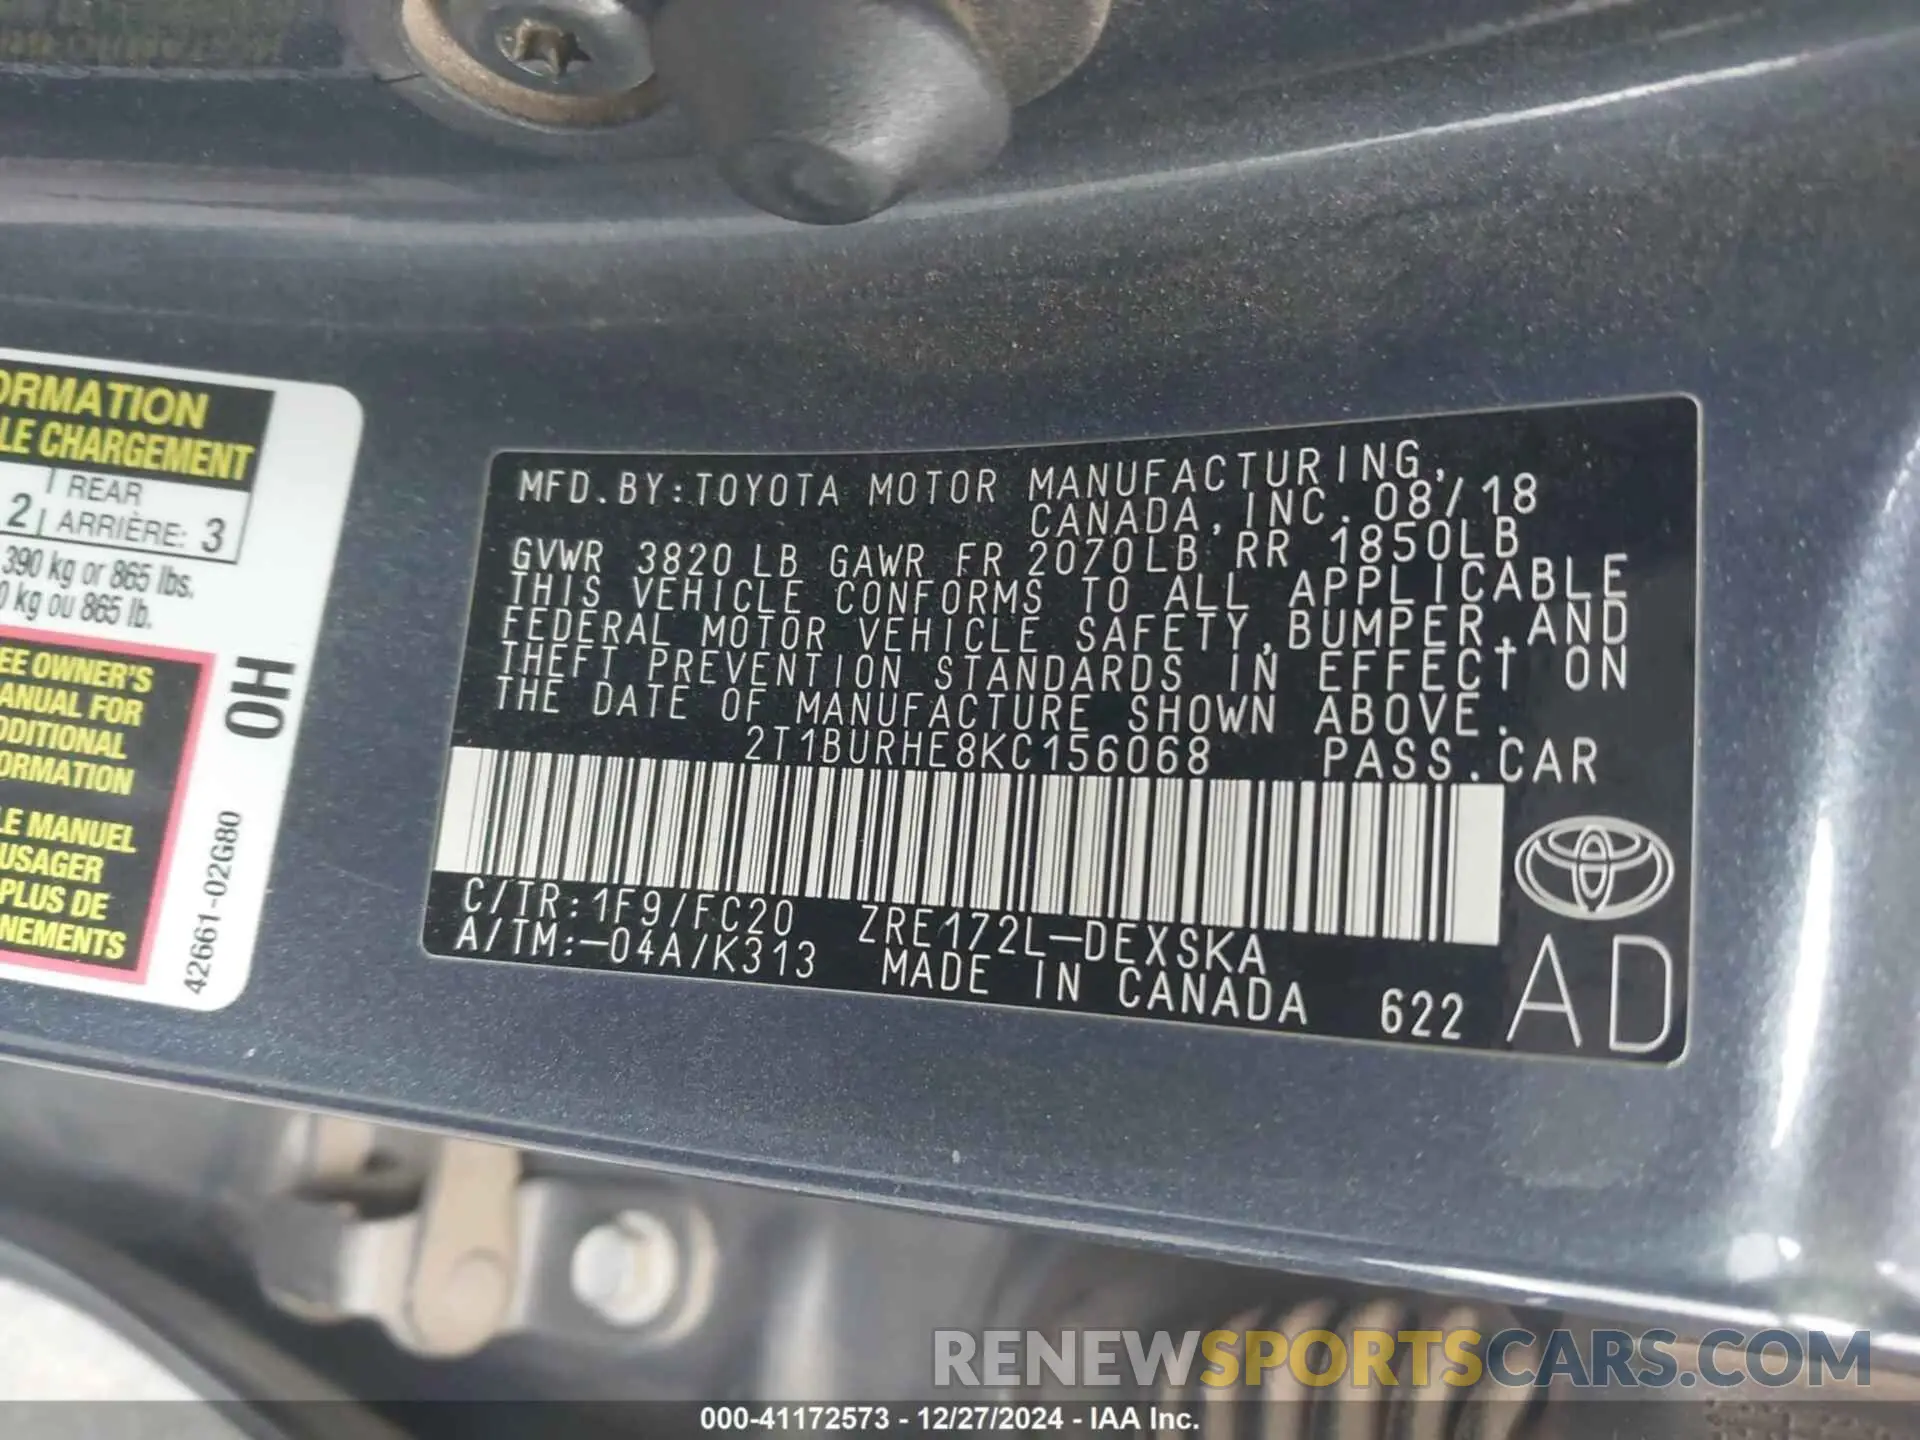 ORMATION
LE CHARGEMENT
2 REAR
ARRIÈRE: 3
390 kg or 865 lbs.
0 kg ou 865 lb.
EE OWNER'S
ANUAL FOR
DDITIONAL
ORMATION
LE MANUEL
USAGER
PLUS DE
NEMENTS
OH
42661-02G80
MFD.BY:TOYOTA MOTOR MANUFACTURING,
CANADA, INC. 08/18
GVWR 3820 LB GAWR FR 2070LB RR 1850LB
THIS VEHICLE CONFORMS TO ALL APPLICABLE
FEDERAL MOTOR VEHICLE SAFETY,BUMPER,AND
THEFT PREVENTION STANDARDS IN EFFECT ON
THE DATE OF MANUFACTURE SHOWN ABOVE.
2T1BURHE8KC156068 PASS.CAR
C/TR:1F9/FC20 ZRE172L-DEXSKA
A/TM:-04A/K313 MADE IN CANADA 622
AD
RENEWSPORTSCARS.COM
000-41172573 - 12/27/2024 - IAA Inc.